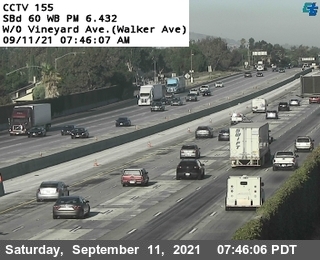 CCTV 155
SBd 60 WB PM 6.432
W/O Vineyard Ave.(Walker Ave)
09/11/21 07:46:07 AM
Saturday, September 11, 2021 07:46:06 PDT